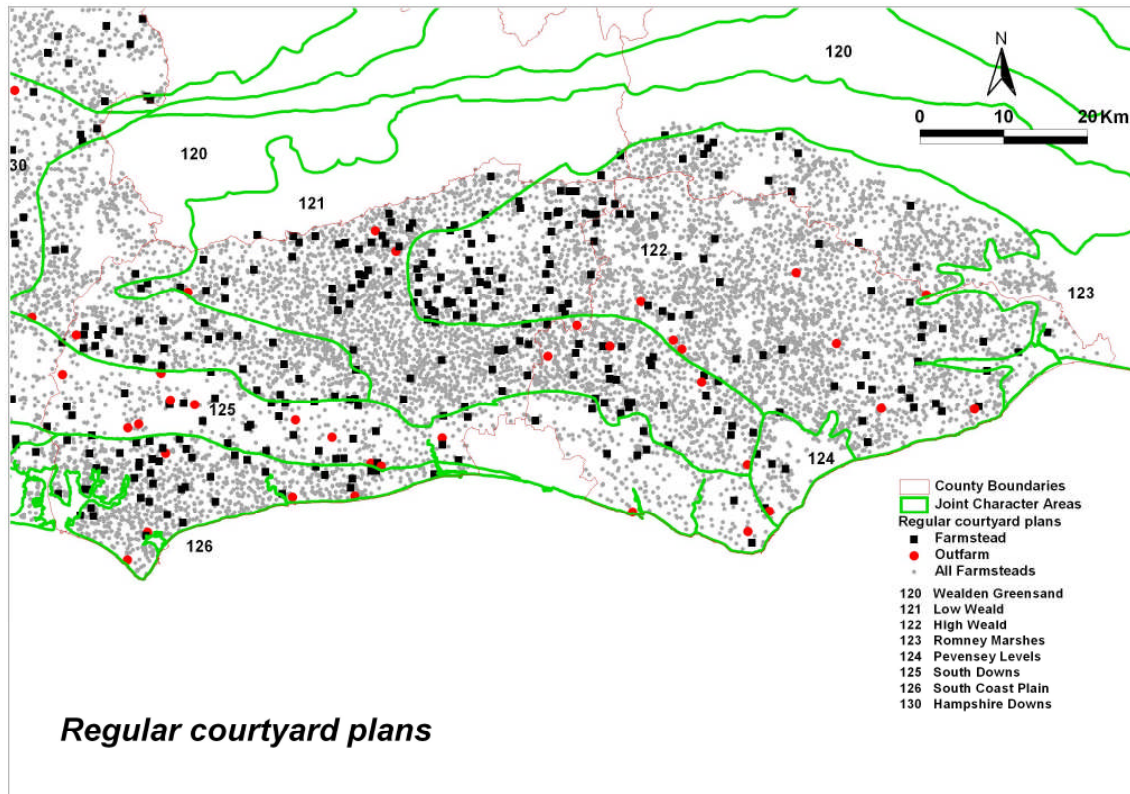 120
N
0 10 20 Km
120
30
121
122
123
125
124
126
County Boundaries
Joint Character Areas
Regular courtyard plans
Farmstead
Outfarm
All Farmsteads
120 Wealden Greensand
121 Low Weald
122 High Weald
123 Romney Marshes
124 Pevensey Levels
125 South Downs
126 South Coast Plain
130 Hampshire Downs
Regular courtyard plans